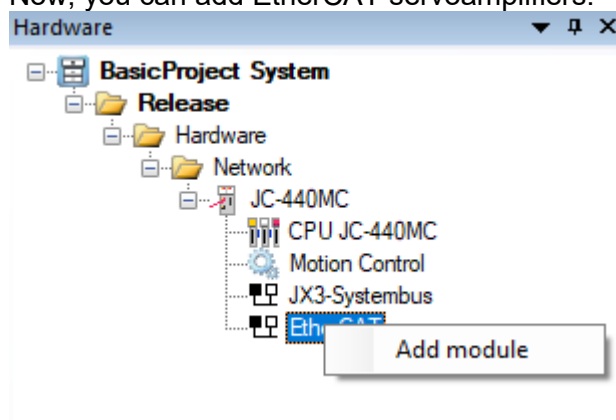 Now, you can add EtherCAT servoamplifiers.
Hardware
BasicProject System
Release
Hardware
Network
JC-440MC
CPU JC-440MC
Motion Control
JX3-Systembus
EtherCAT
Add module